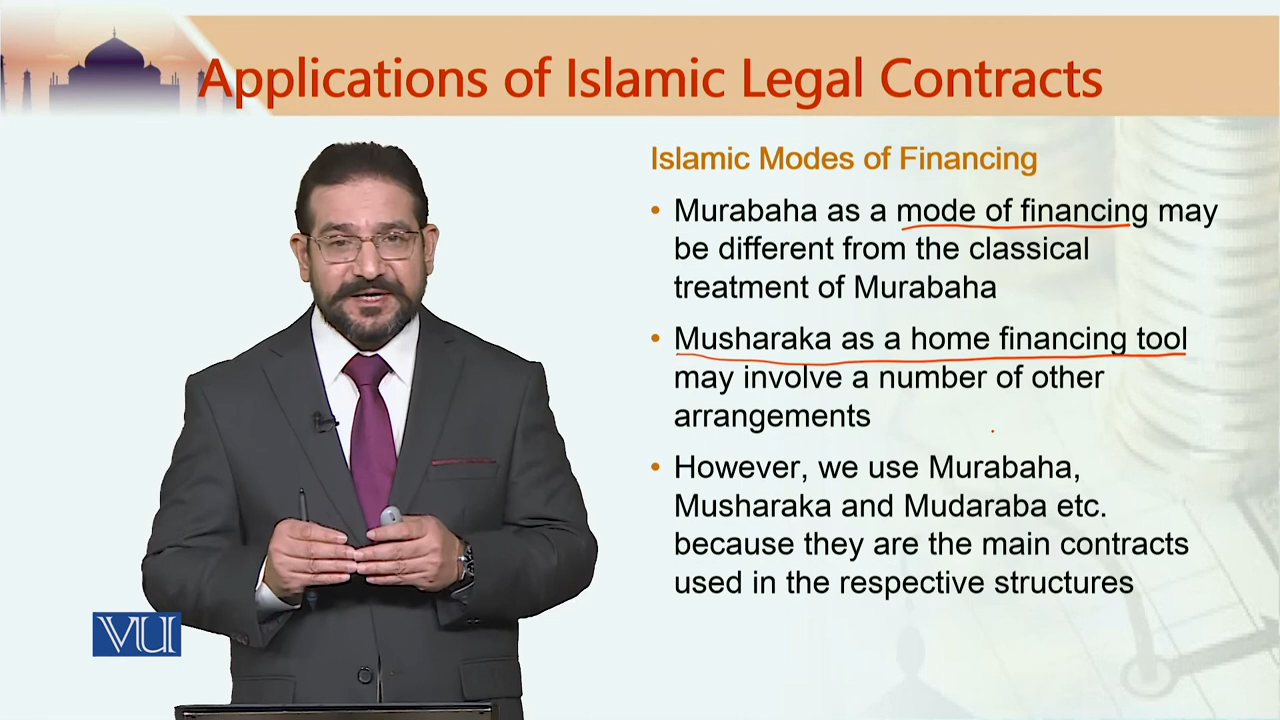 Applications of Islamic Legal Contracts
Islamic Modes of Financing
• Murabaha as a mode of financing may
be different from the classical
treatment of Murabaha
• Musharaka as a home financing tool
may involve a number of other
arrangements
• However, we use Murabaha,
Musharaka and Mudaraba etc.
because they are the main contracts
used in the respective structures
VU